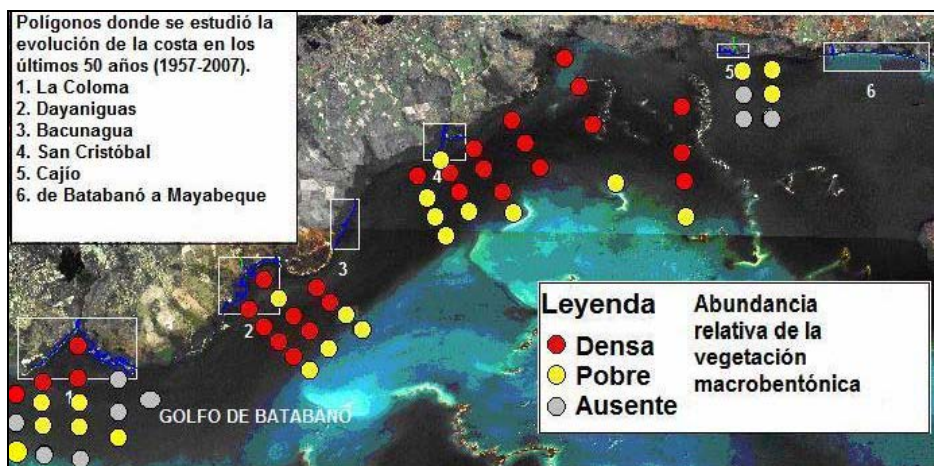 Polígonos donde se estudió la
evolución de la costa en los
últimos 50 años (1957-2007).
1. La Coloma
2. Dayaniguas
3. Bacunagua
4. San Cristóbal
5. Cajío
6. de Batabanó a Mayabeque
5
6
4
3
2
1
GOLFO DE BATABANÓ
Leyenda
Densa
Pobre
Ausente
Abundancia
relativa de la
vegetación
macrobentónica